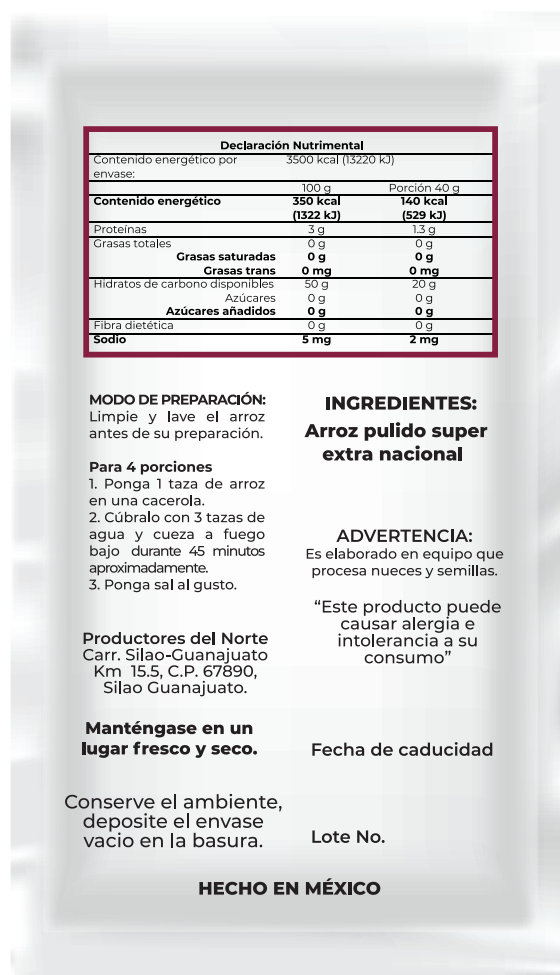 Declaración Nutrimental
Contenido energético por envase: 3500 kcal (13220 kJ)
100 g Porción 40 g
Contenido energético 350 kcal (1322 kJ) 140 kcal (529 kJ)
Proteínas 3 g 1.3 g
Grasas totales 0 g 0 g
Grasas saturadas 0 g 0 g
Grasas trans 0 mg 0 mg
Hidratos de carbono disponibles 50 g 20 g
Azúcares 0 g 0 g
Azúcares añadidos 0 g 0 g
Fibra dietética 0 g 0 g
Sodio 5 mg 2 mg
MODO DE PREPARACIÓN:
Limpie y lave el arroz
antes de su preparación.
Para 4 porciones
1. Ponga 1 taza de arroz
en una cacerola.
2. Cúbralo con 3 tazas de
agua y cueza a fuego
bajo durante 45 minutos
aproximadamente.
3. Ponga sal al gusto.
Productores del Norte
Carr. Silao-Guanajuato
Km 15.5, C.P. 67890,
Silao Guanajuato.
Manténgase en un
lugar fresco y seco.
Conserve el ambiente,
deposite el envase
vacio en la basura.
INGREDIENTES:
Arroz pulido super
extra nacional
ADVERTENCIA:
Es elaborado en equipo que
procesa nueces y semillas.
“Este producto puede
causar alergia e
intolerancia a su
consumo”
Fecha de caducidad
Lote No.
HECHO EN MÉXICO